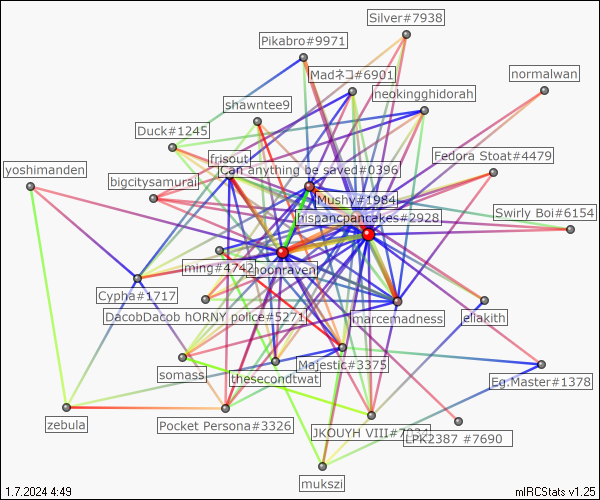 Silver#7938
Pikabro#9971
Madネコ#6901
normalwan
neokingghidorah
shawntee9
Duck#1245
frisout
Fedora Stoat#4479
yoshimanden
Can anything be saved#0396
bigcitysamurai
Mushy#1984
hispancpancakes#2928
Swirly Boi#6154
ming#4742
moonraven
Cypha#1717
DacobDacob hORNY police#5271
marcemadness
eliakith
Majestic#3375
somass
thesecondtwat
Eg.Master#1378
zebula
Pocket Persona#3326
JKOUYH VIII#7934
LPK2387 #7690
mukszi
1.7.2024 4:49
mIRCStats v1.25